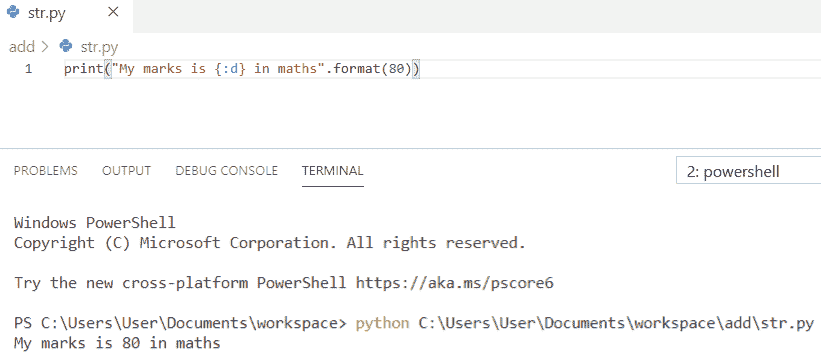 str.py
add > str.py
1 print("My marks is {:d} in maths".format(80))
PROBLEMS OUTPUT DEBUG CONSOLE TERMINAL 2: powershell
Windows PowerShell
Copyright (C) Microsoft Corporation. All rights reserved.
Try the new cross-platform PowerShell https://aka.ms/pscore6
PS C:\Users\User\Documents\workspace> python C:\Users\User\Documents\workspace\add\str.py
My marks is 80 in maths